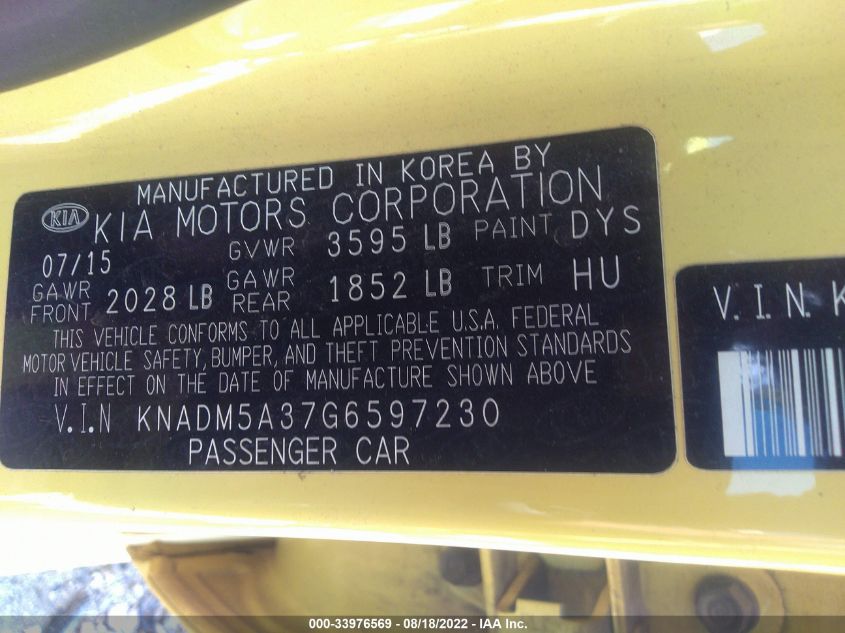 MANUFACTURED IN KOREA BY
KIA KIA MOTORS CORPORATION
07/15 GVWR 3595 LB PAINT DYS
GAWR FRONT 2028 LB GAWR REAR 1852 LB TRIM HU
THIS VEHICLE CONFORMS TO ALL APPLICABLE U.S.A. FEDERAL
MOTOR VEHICLE SAFETY, BUMPER, AND THEFT PREVENTION STANDARDS
IN EFFECT ON THE DATE OF MANUFACTURE SHOWN ABOVE
V.I.N KNADM5A37G6597230
PASSENGER CAR
V.I.N. K
000-33976569 - 08/18/2022 - IAA Inc.